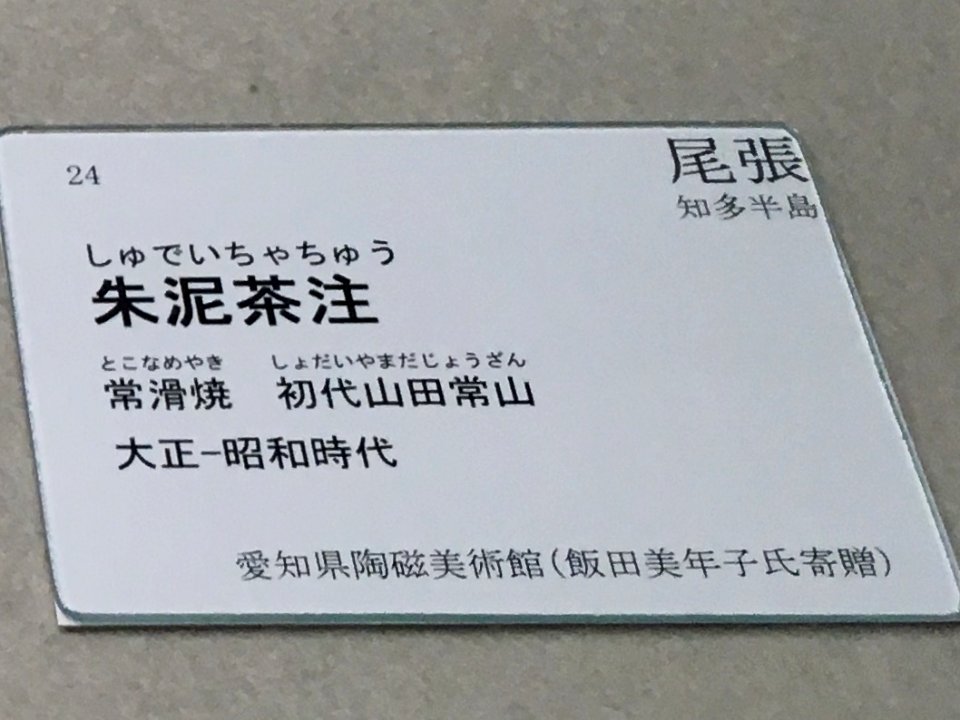 24
尾張
知多半島
しゅでいちゃちゅう
朱泥茶注
とこなめやき　しょだいやまだじょうざん
常滑焼　初代山田常山
大正−昭和時代
愛知県陶磁美術館(飯田美年子氏寄贈)